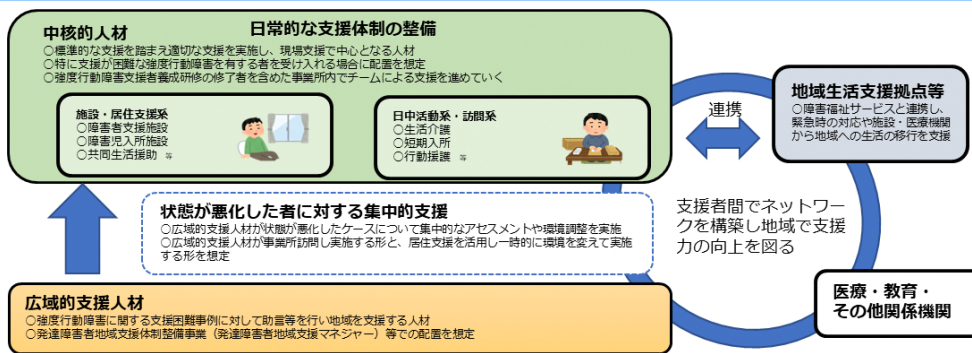 日常的な支援体制の整備
中核的人材
○標準的な支援を踏まえ適切な支援を実施し、現場支援で中心となる人材
○特に支援が困難な強度行動障害を有する者を受け入れる場合に配置を想定
○強度行動障害支援者養成研修の修了者を含めた事業所内でチームによる支援を進めていく
施設・居住支援系
○障害者支援施設
○障害児入所施設
○共同生活援助 等
日中活動系・訪問系
○生活介護
○短期入所
○行動援護 等
連携
地域生活支援拠点等
○障害福祉サービスと連携し、
緊急時の対応や施設・医療機関
から地域への生活の移行を支援
状態が悪化した者に対する集中的支援
○広域的支援人材が状態が悪化したケースについて集中的なアセスメントや環境調整を実施
○広域的支援人材が事業所訪問し実施する形と、居住支援を活用し一時的に環境を変えて実施
する形を想定
支援者間でネットワー
クを構築し地域で支援
力の向上を図る
広域的支援人材
○強度行動障害に関する支援困難事例に対して助言等を行い地域を支援する人材
○発達障害者地域支援体制整備事業（発達障害者地域支援マネジャー）等での配置を想定
医療・教育・
その他関係機関